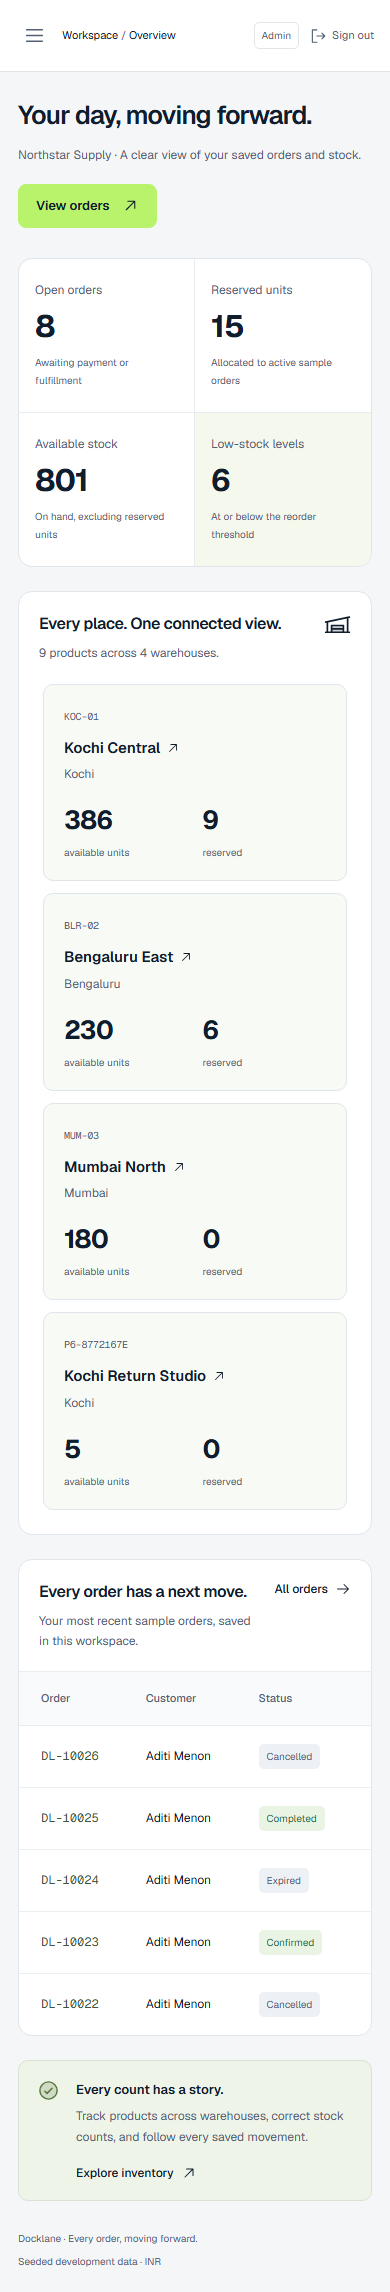 Workspace / Overview
Admin
Sign out
Your day, moving forward.
Northstar Supply · A clear view of your saved orders and stock.
View orders
Open orders
8
Awaiting payment or
fulfillment
Reserved units
15
Allocated to active sample
orders
Available stock
801
On hand, excluding reserved
units
Low-stock levels
6
At or below the reorder
threshold
Every place. One connected view.
9 products across 4 warehouses.
KOC-01
Kochi Central
Kochi
386 9
available units reserved
BLR-02
Bengaluru East
Bengaluru
230 6
available units reserved
MUM-03
Mumbai North
Mumbai
180 0
available units reserved
P6-8772167E
Kochi Return Studio
Kochi
5 0
available units reserved
Every order has a next move.
All orders
Your most recent sample orders, saved
in this workspace.
Order Customer Status
DL-10026 Aditi Menon Cancelled
DL-10025 Aditi Menon Completed
DL-10024 Aditi Menon Expired
DL-10023 Aditi Menon Confirmed
DL-10022 Aditi Menon Cancelled
Every count has a story.
Track products across warehouses, correct stock
counts, and follow every saved movement.
Explore inventory
Docklane · Every order, moving forward.
Seeded development data · INR